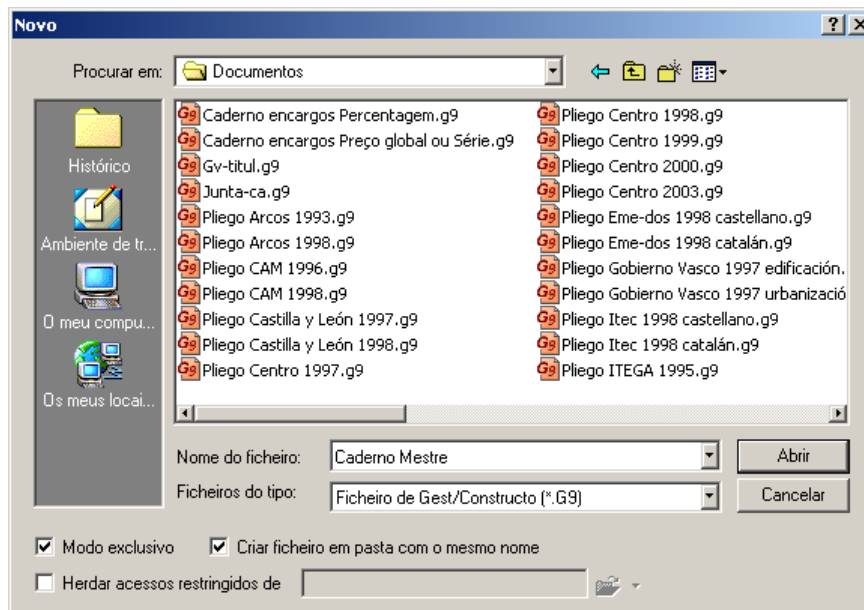 Novo
Procurar em: Documentos
Histórico
Ambiente de tr...
O meu compu...
Os meus locai...
Caderno encargos Percentagem.g9
Caderno encargos Preço global ou Série.g9
Gv-titul.g9
Junta-ca.g9
Pliego Arcos 1993.g9
Pliego Arcos 1998.g9
Pliego CAM 1996.g9
Pliego CAM 1998.g9
Pliego Castilla y León 1997.g9
Pliego Castilla y León 1998.g9
Pliego Centro 1997.g9
Pliego Centro 1998.g9
Pliego Centro 1999.g9
Pliego Centro 2000.g9
Pliego Centro 2003.g9
Pliego Eme-dos 1998 castellano.g9
Pliego Eme-dos 1998 catalán.g9
Pliego Gobierno Vasco 1997 edificación.
Pliego Gobierno Vasco 1997 urbanizació
Pliego Itec 1998 castellano.g9
Pliego Itec 1998 catalán.g9
Pliego ITEGA 1995.g9
Nome do ficheiro: Caderno Mestre Abrir
Ficheiros do tipo: Ficheiro de Gest/Constructo (*.G9) Cancelar
Modo exclusivo Criar ficheiro em pasta com o mesmo nome
Herdar acessos restringidos de